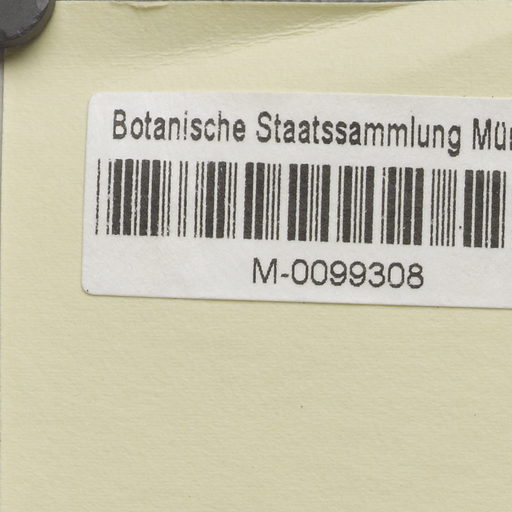 Botanische Staatssammlung Mü
M-0099308